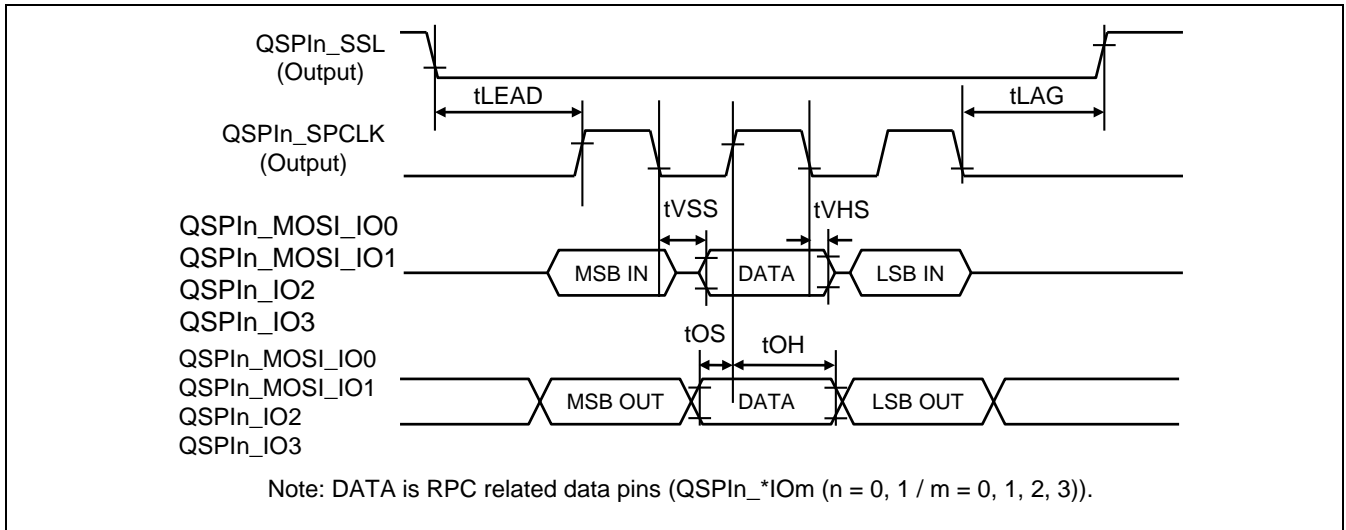 QSPIn_SSL
(Output)
tLEAD
tLAG
QSPIn_SPCLK
(Output)
tVSS
tVHS
QSPIn_MOSI_IO0
QSPIn_MOSI_IO1
QSPIn_IO2
QSPIn_IO3
MSB IN
DATA
LSB IN
tOS
tOH
QSPIn_MOSI_IO0
QSPIn_MOSI_IO1
QSPIn_IO2
QSPIn_IO3
MSB OUT
DATA
LSB OUT
Note: DATA is RPC related data pins (QSPIn_*IOm (n = 0, 1 / m = 0, 1, 2, 3)).